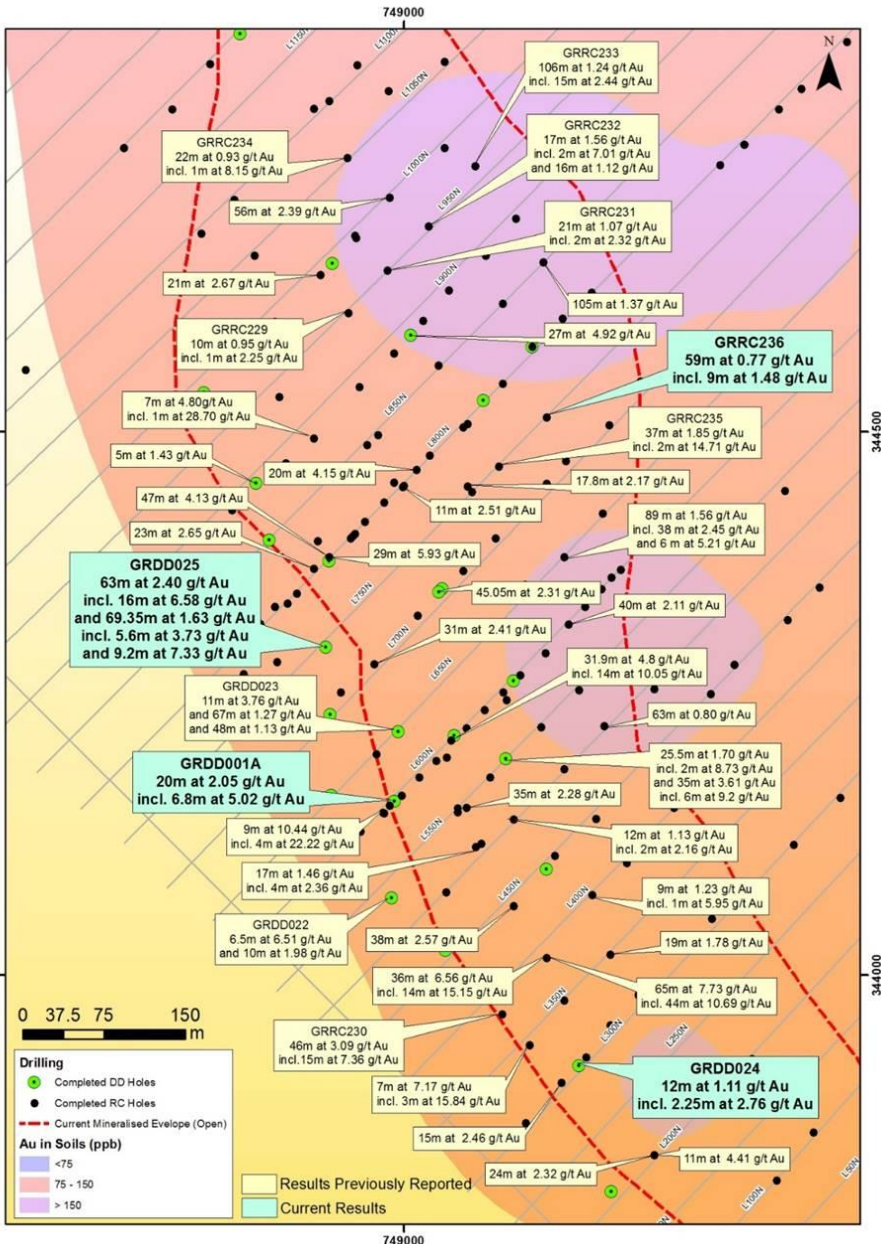 749000
N
L1150N
L1100N
GRRC233
106m at 1.24 g/t Au
incl. 15m at 2.44 g/t Au
L1050N
GRRC232
17m at 1.56 g/t Au
incl. 2m at 7.01 g/t Au
and 16m at 1.12 g/t Au
GRRC234
22m at 0.93 g/t Au
incl. 1m at 8.15 g/t Au
L1000N
L950N
56m at 2.39 g/t Au
GRRC231
21m at 1.07 g/t Au
incl. 2m at 2.32 g/t Au
L900N
21m at 2.67 g/t Au
105m at 1.37 g/t Au
GRRC229
10m at 0.95 g/t Au
incl. 1m at 2.25 g/t Au
27m at 4.92 g/t Au
GRRC236
59m at 0.77 g/t Au
incl. 9m at 1.48 g/t Au
7m at 4.80g/t Au
incl. 1m at 28.70 g/t Au
L850N
L800N
GRRC235
37m at 1.85 g/t Au
incl. 2m at 14.71 g/t Au
344500
5m at 1.43 g/t Au
20m at 4.15 g/t Au
17.8m at 2.17 g/t Au
47m at 4.13 g/t Au
11m at 2.51 g/t Au
23m at 2.65 g/t Au
89 m at 1.56 g/t Au
incl. 38 m at 2.45 g/t Au
and 6 m at 5.21 g/t Au
29m at 5.93 g/t Au
GRDD025
63m at 2.40 g/t Au
incl. 16m at 6.58 g/t Au
and 69.35m at 1.63 g/t Au
incl. 5.6m at 3.73 g/t Au
and 9.2m at 7.33 g/t Au
L750N
45.05m at 2.31 g/t Au
40m at 2.11 g/t Au
L700N
31m at 2.41 g/t Au
L650N
31.9m at 4.8 g/t Au
incl. 14m at 10.05 g/t Au
GRDD023
11m at 3.76 g/t Au
and 67m at 1.27 g/t Au
and 48m at 1.13 g/t Au
63m at 0.80 g/t Au
L600N
GRDD001A
20m at 2.05 g/t Au
incl. 6.8m at 5.02 g/t Au
25.5m at 1.70 g/t Au
incl. 2m at 8.73 g/t Au
and 35m at 3.61 g/t Au
incl. 6m at 9.2 g/t Au
35m at 2.28 g/t Au
9m at 10.44 g/t Au
incl. 4m at 22.22 g/t Au
L550N
12m at 1.13 g/t Au
incl. 2m at 2.16 g/t Au
17m at 1.46 g/t Au
incl. 4m at 2.36 g/t Au
L450N
L400N
9m at 1.23 g/t Au
incl. 1m at 5.95 g/t Au
GRDD022
6.5m at 6.51 g/t Au
and 10m at 1.98 g/t Au
38m at 2.57 g/t Au
19m at 1.78 g/t Au
344000
36m at 6.56 g/t Au
incl. 14m at 15.15 g/t Au
65m at 7.73 g/t Au
incl. 44m at 10.69 g/t Au
L350N
L300N
L250N
0 37.5 75 150
m
GRRC230
46m at 3.09 g/t Au
incl.15m at 7.36 g/t Au
GRDD024
12m at 1.11 g/t Au
incl. 2.25m at 2.76 g/t Au
7m at 7.17 g/t Au
incl. 3m at 15.84 g/t Au
15m at 2.46 g/t Au
L200N
24m at 2.32 g/t Au
11m at 4.41 g/t Au
L100N
L50N
0N
Drilling
Completed DD Holes
Completed RC Holes
Current Mineralised Evelope (Open)
Au in Soils (ppb)
<75
75 - 150
> 150
Results Previously Reported
Current Results
749000